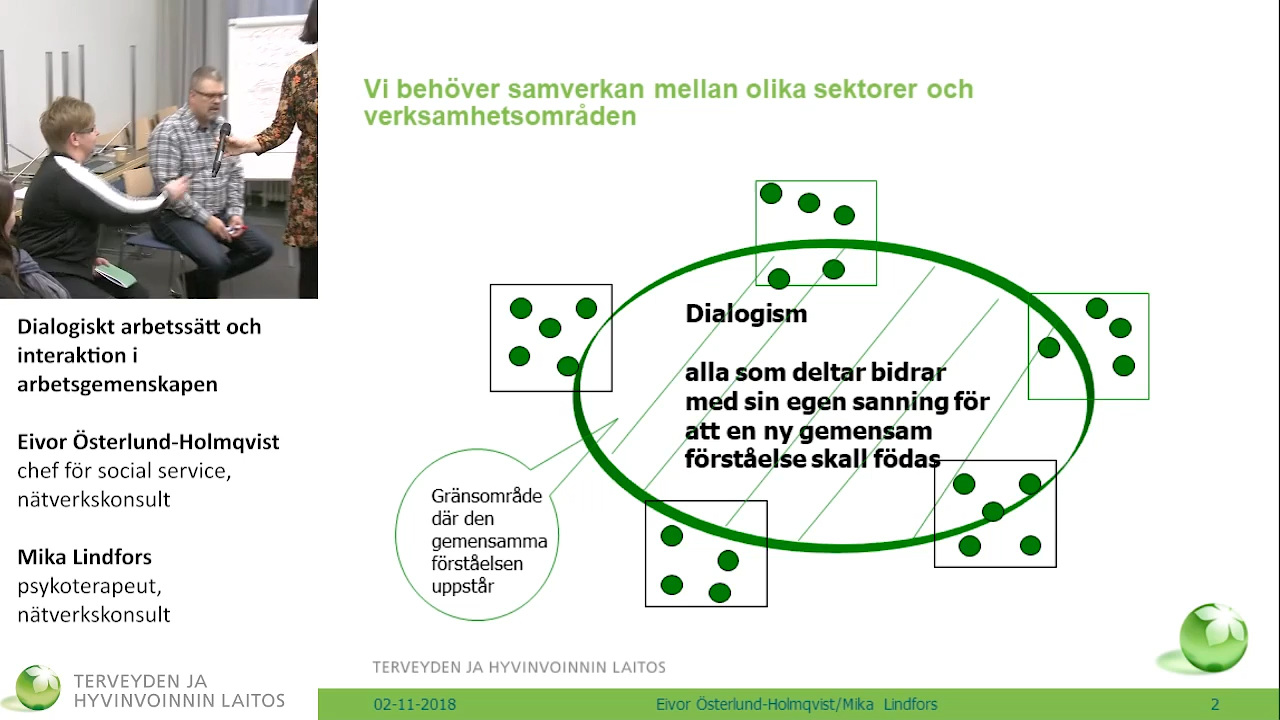 Dialogiskt arbetssätt och
interaktion i
arbetsgemenskapen
Eivor Österlund-Holmqvist
chef för social service,
nätverkskonsult
Mika Lindfors
psykoterapeut,
nätverkskonsult
TERVEYDEN JA
HYVINVOINNIN LAITOS
Vi behöver samverkan mellan olika sektorer och
verksamhetsområden
Dialogism
alla som deltar bidrar
med sin egen sanning för
att en ny gemensam
förståelse skall födas
Gränsområde
där den
gemensamma
förståelsen
uppstår
TERVEYDEN JA HYVINVOINNIN LAITOS
02-11-2018 Eivor Österlund-Holmqvist/Mika Lindfors 2